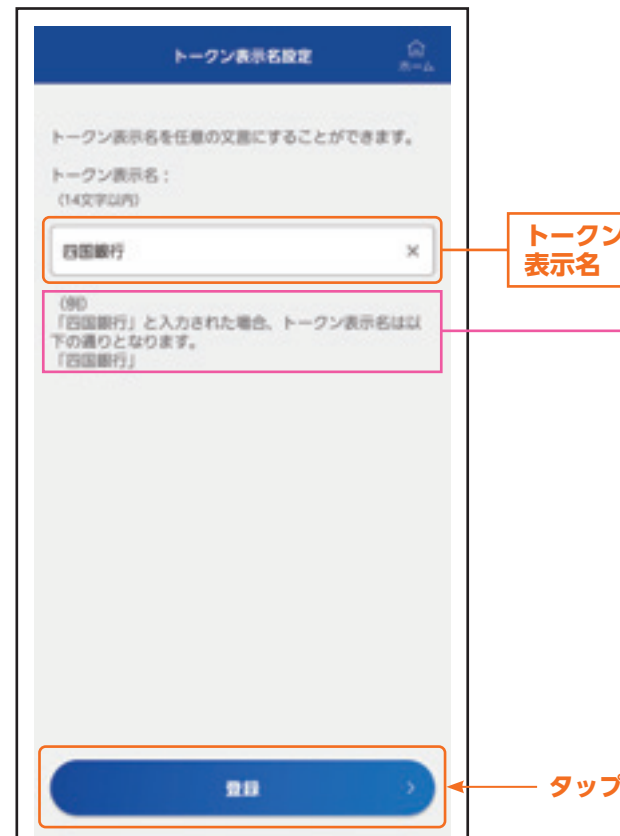 トークン表示名設定
ホーム
トークン表示名を任意の文言にすることができます。
トークン表示名:
(14文字以内)
四国銀行 ×
トークン
表示名
(例)
「四国銀行」と入力された場合、トークン表示名は以
下の通りとなります。
「四国銀行」
登録
タップ